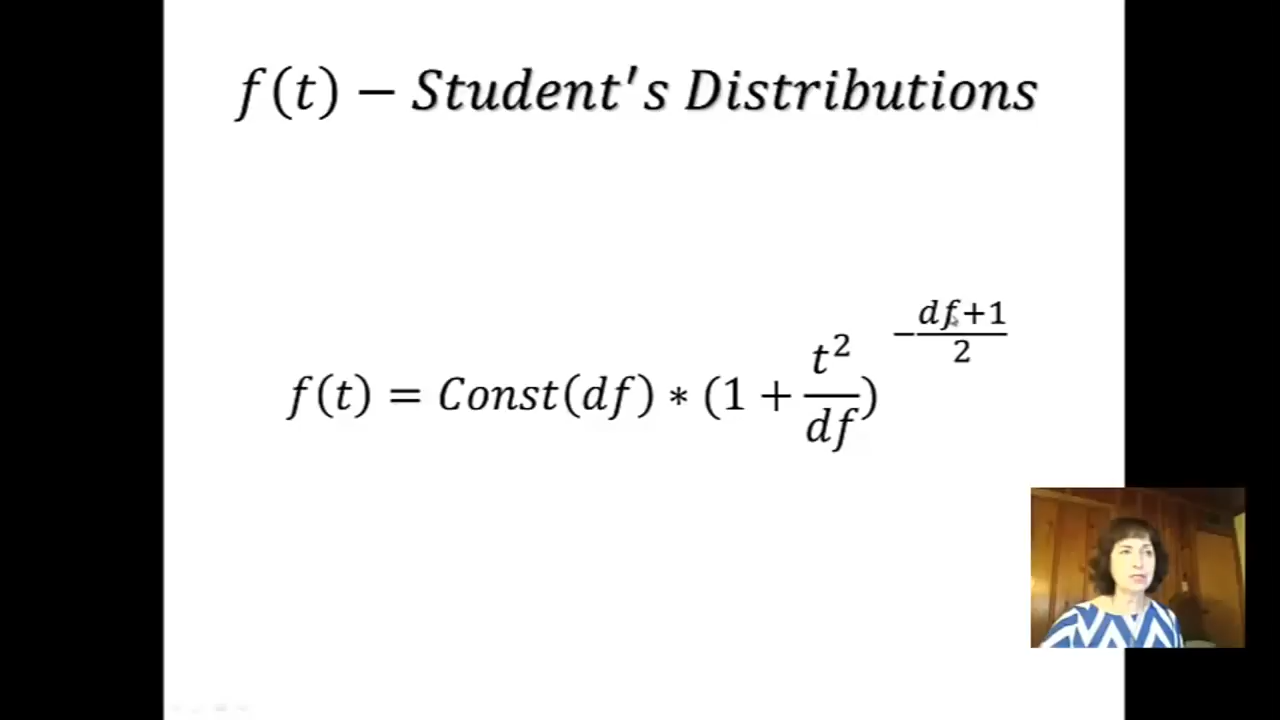 f(t) − Student's Distributions
f(t) = Const(df) * (1 + t²/df)^(−(df+1)/2)